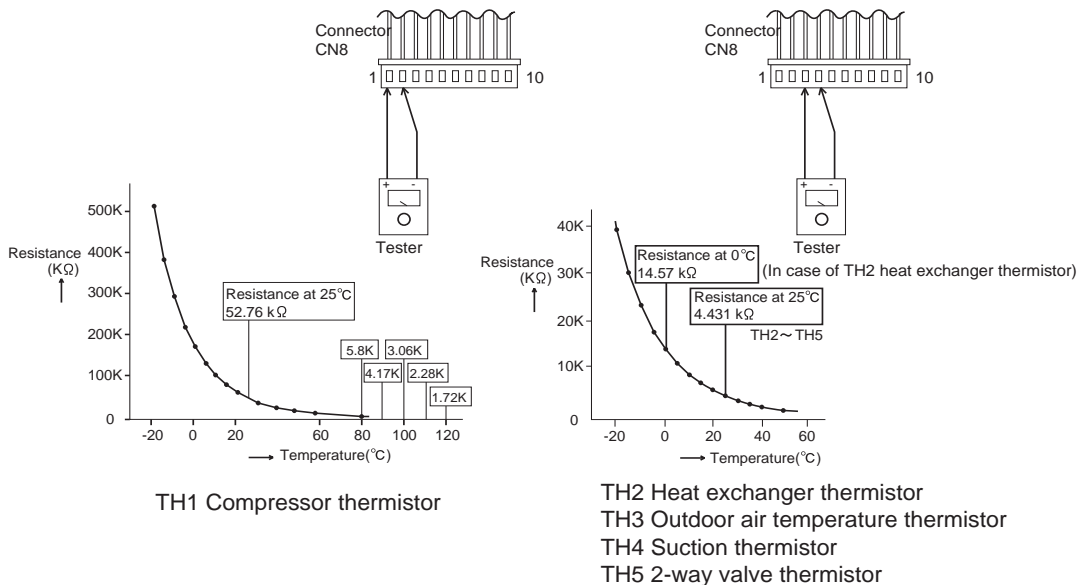 Connector
CN8
1
10
+ -
Tester
500K
400K
300K
200K
100K
0
Resistance
(KΩ)
Resistance at 25℃
52.76 kΩ
5.8K
4.17K
3.06K
2.28K
1.72K
-20 0 20 60 80 100 120
Temperature(℃)
TH1 Compressor thermistor
Connector
CN8
1
10
+ -
Tester
40K
30K
20K
10K
0
Resistance
(KΩ)
Resistance at 0℃
14.57 kΩ
(In case of TH2 heat exchanger thermistor)
Resistance at 25℃
4.431 kΩ
TH2～TH5
-20 0 20 40 60
Temperature(℃)
TH2 Heat exchanger thermistor
TH3 Outdoor air temperature thermistor
TH4 Suction thermistor
TH5 2-way valve thermistor